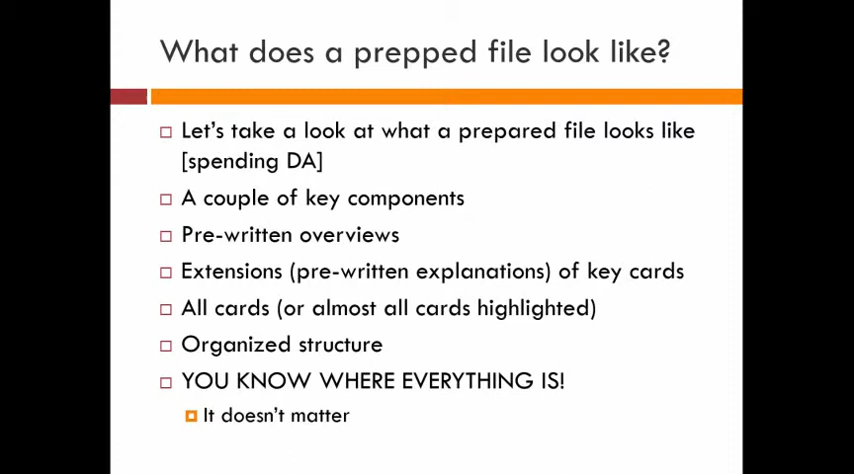 What does a prepped file look like?
Let's take a look at what a prepared file looks like
[spending DA]
A couple of key components
Pre-written overviews
Extensions (pre-written explanations) of key cards
All cards (or almost all cards highlighted)
Organized structure
YOU KNOW WHERE EVERYTHING IS!
It doesn't matter